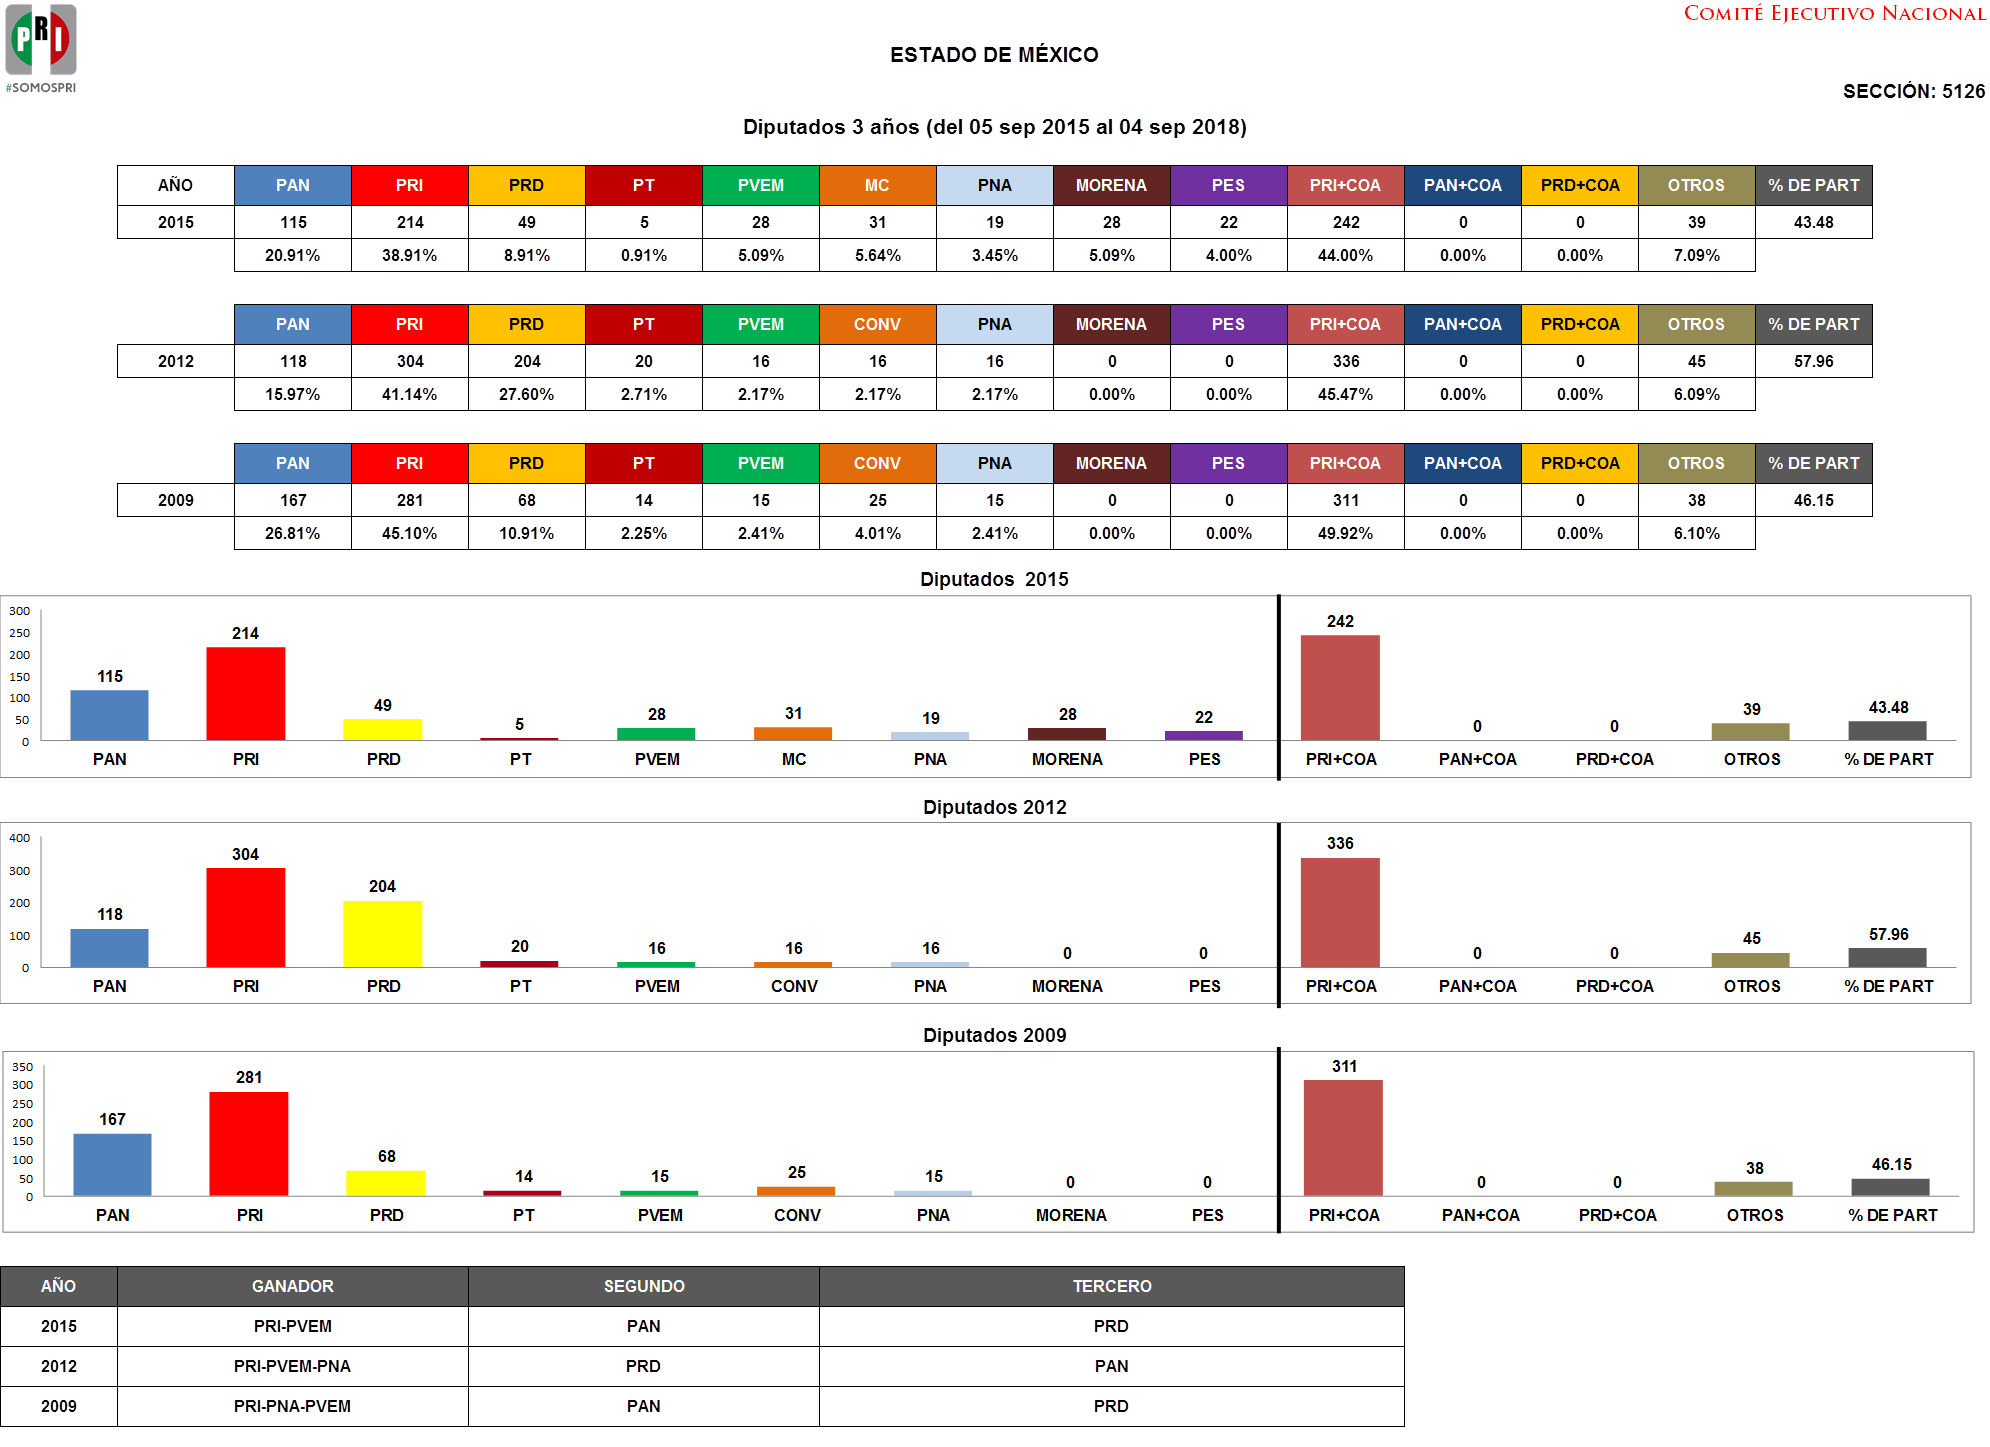 PRI
#SOMOSPRI
COMITÉ EJECUTIVO NACIONAL
ESTADO DE MÉXICO
SECCIÓN: 5126
Diputados 3 años (del 05 sep 2015 al 04 sep 2018)
AÑO PAN PRI PRD PT PVEM MC PNA MORENA PES PRI+COA PAN+COA PRD+COA OTROS % DE PART
2015 115 214 49 5 28 31 19 28 22 242 0 0 39 43.48
20.91% 38.91% 8.91% 0.91% 5.09% 5.64% 3.45% 5.09% 4.00% 44.00% 0.00% 0.00% 7.09%
PAN PRI PRD PT PVEM CONV PNA MORENA PES PRI+COA PAN+COA PRD+COA OTROS % DE PART
2012 118 304 204 20 16 16 16 0 0 336 0 0 45 57.96
15.97% 41.14% 27.60% 2.71% 2.17% 2.17% 2.17% 0.00% 0.00% 45.47% 0.00% 0.00% 6.09%
PAN PRI PRD PT PVEM CONV PNA MORENA PES PRI+COA PAN+COA PRD+COA OTROS % DE PART
2009 167 281 68 14 15 25 15 0 0 311 0 0 38 46.15
26.81% 45.10% 10.91% 2.25% 2.41% 4.01% 2.41% 0.00% 0.00% 49.92% 0.00% 0.00% 6.10%
Diputados 2015
300
250
200
150
100
50
0
115 214 49 5 28 31 19 28 22 242 0 0 39 43.48
PAN PRI PRD PT PVEM MC PNA MORENA PES PRI+COA PAN+COA PRD+COA OTROS % DE PART
Diputados 2012
400
300
200
100
0
118 304 204 20 16 16 16 0 0 336 0 0 45 57.96
PAN PRI PRD PT PVEM CONV PNA MORENA PES PRI+COA PAN+COA PRD+COA OTROS % DE PART
Diputados 2009
350
300
250
200
150
100
50
0
167 281 68 14 15 25 15 0 0 311 0 0 38 46.15
PAN PRI PRD PT PVEM CONV PNA MORENA PES PRI+COA PAN+COA PRD+COA OTROS % DE PART
AÑO GANADOR SEGUNDO TERCERO
2015 PRI-PVEM PAN PRD
2012 PRI-PVEM-PNA PRD PAN
2009 PRI-PNA-PVEM PAN PRD